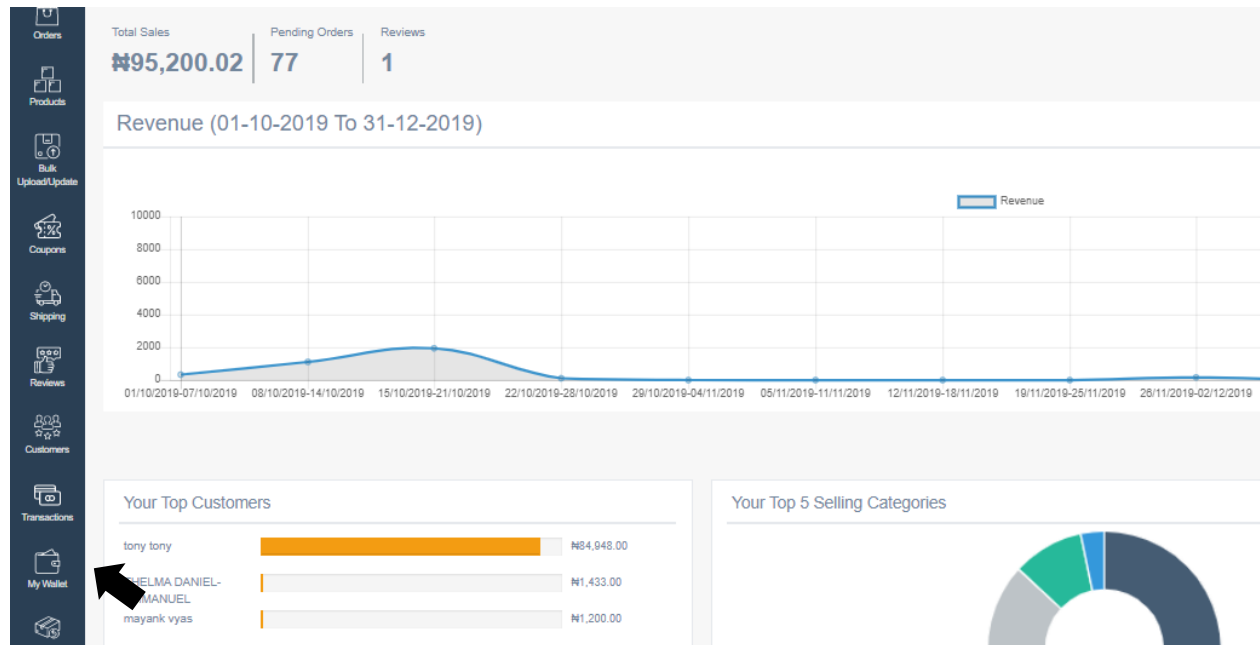 Orders
Products
Bulk
Upload/Update
Coupons
Shipping
Reviews
Customers
Transactions
My Wallet
Total Sales
₦95,200.02
Pending Orders
77
Reviews
1
Revenue (01-10-2019 To 31-12-2019)
Revenue
10000
8000
6000
4000
2000
0
01/10/2019-07/10/2019 08/10/2019-14/10/2019 15/10/2019-21/10/2019 22/10/2019-28/10/2019 29/10/2019-04/11/2019 05/11/2019-11/11/2019 12/11/2019-18/11/2019 19/11/2019-25/11/2019 26/11/2019-02/12/2019
Your Top Customers
tony tony ₦84,948.00
DANIEL- ₦1,433.00
mayank vyas ₦1,200.00
Your Top 5 Selling Categories